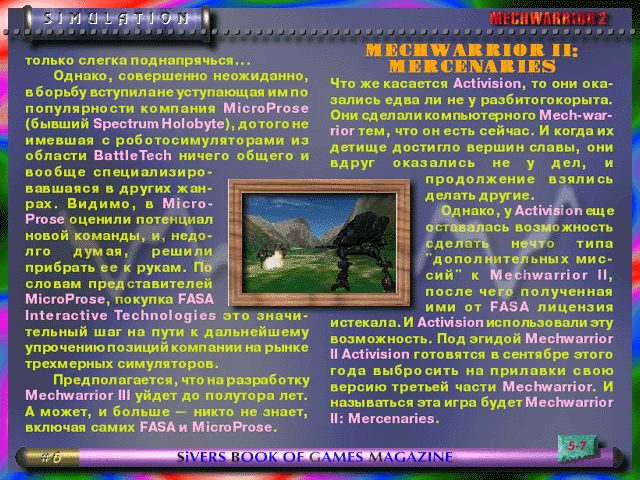 SIMULATION
MECHWARRIOR 2
только слегка поднапрячься...
Однако, совершенно неожиданно,
в борьбу вступила не уступающая им по
популярности компания MicroProse
(бывший Spectrum Holobyte), до того не
имевшая с роботосимуляторами из
области BattleTech ничего общего и
вообще специализиро-
вавшаяся в других жан-
рах. Видимо, в Micro-
Prose оценили потенциал
новой команды, и, недо-
лго думая, решили
прибрать ее к рукам. По
словам представителей
MicroProse, покупка FASA
Interactive Technologies это значи-
тельный шаг на пути к дальнейшему
упрочению позиций компании на рынке
трехмерных симуляторов.
Предполагается, что на разработку
Mechwarrior III уйдет до полутора лет.
А может, и больше — никто не знает,
включая самих FASA и MicroProse.
MECHWARRIOR II:
MERCENARIES
Что же касается Activision, то они ока-
зались едва ли не у разбитого корыта.
Они сделали компьютерного Mech-war-
rior тем, что он есть сейчас. И когда их
детище достигло вершин славы, они
вдруг оказались не у дел, и
продолжение взялись
делать другие.
Однако, у Activision еще
оставалась возможность
сделать нечто типа
"дополнительных мис-
сий" к Mechwarrior II,
после чего полученная
ими от FASA лицензия
истекала. И Activision использовали эту
возможность. Под эгидой Mechwarrior
II Activision готовятся в сентябре этого
года выбросить на прилавки свою
версию третьей части Mechwarrior. И
называться эта игра будет Mechwarrior
II: Mercenaries.
#6
SiVERS BOOK OF GAMES MAGAZINE
5-7